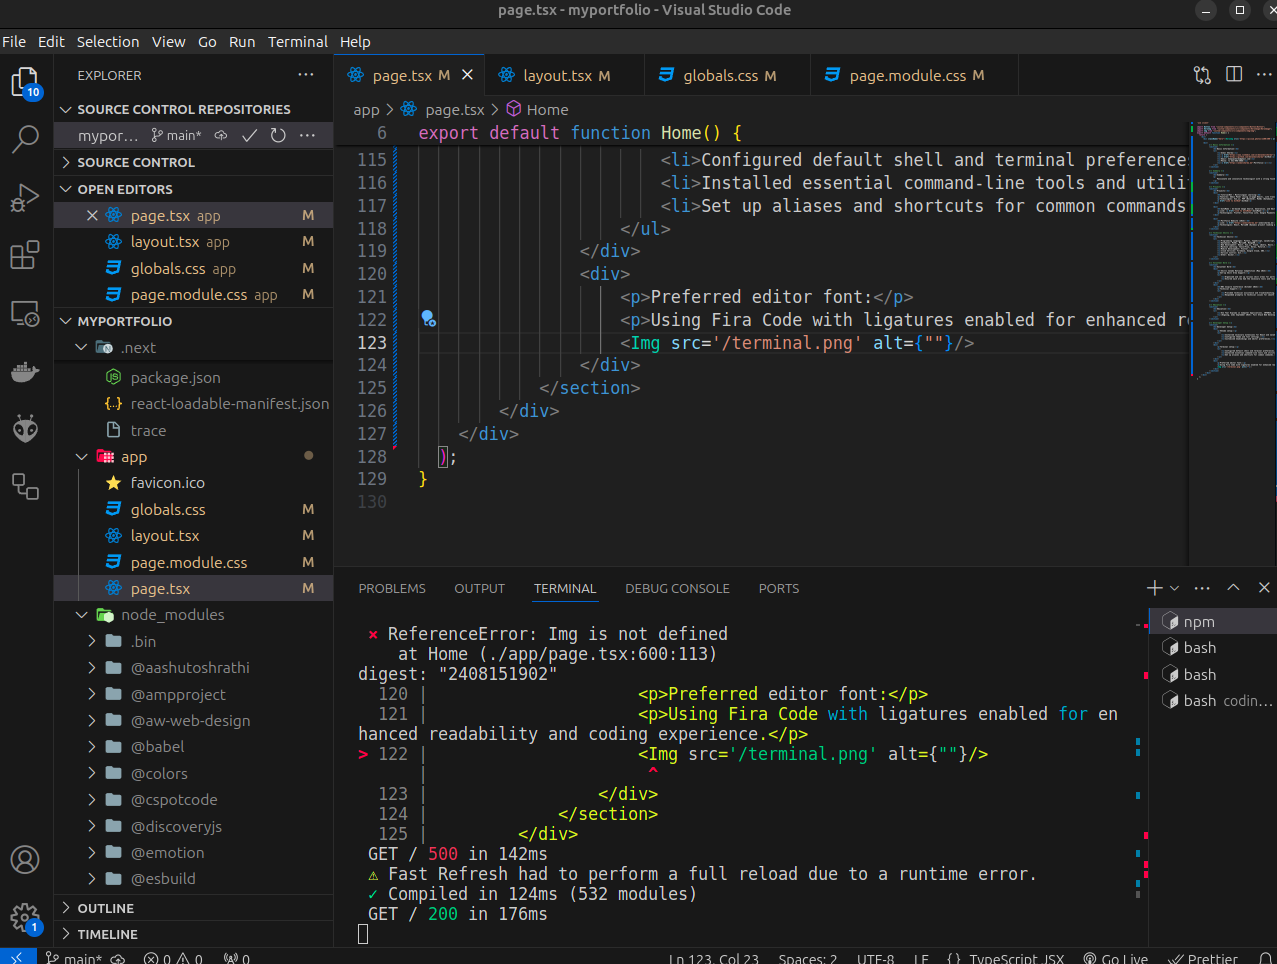 page.tsx - myportfolio - Visual Studio Code
File Edit Selection View Go Run Terminal Help
EXPLORER
SOURCE CONTROL REPOSITORIES
mypor... main*
SOURCE CONTROL
OPEN EDITORS
page.tsx app M
layout.tsx app M
globals.css app M
page.module.css app M
MYPORTFOLIO
.next
package.json
react-loadable-manifest.json
trace
app
favicon.ico
globals.css M
layout.tsx M
page.module.css M
page.tsx M
node_modules
.bin
@aashutoshrathi
@ampproject
@aw-web-design
@babel
@colors
@cspotcode
@discoveryjs
@emotion
@esbuild
OUTLINE
TIMELINE
10
1
page.tsx M layout.tsx M globals.css M page.module.css M
app > page.tsx > Home
6 export default function Home() {
115 <li>Configured default shell and terminal preference
116 <li>Installed essential command-line tools and utili
117 <li>Set up aliases and shortcuts for common commands
118 </ul>
119 </div>
120 <div>
121 <p>Preferred editor font:</p>
122 <p>Using Fira Code with ligatures enabled for enhanced r
123 <Img src='/terminal.png' alt={""}/>
124 </div>
125 </section>
126 </div>
127 </div>
128 );
129 }
130
PROBLEMS OUTPUT TERMINAL DEBUG CONSOLE PORTS
⨯ ReferenceError: Img is not defined
at Home (./app/page.tsx:600:113)
digest: "2408151902"
120 | <p>Preferred editor font:</p>
121 | <p>Using Fira Code with ligatures enabled for en
hanced readability and coding experience.</p>
> 122 | <Img src='/terminal.png' alt={""}/>
| ^
123 | </div>
124 | </section>
125 | </div>
GET / 500 in 142ms
⚠ Fast Refresh had to perform a full reload due to a runtime error.
✓ Compiled in 124ms (532 modules)
GET / 200 in 176ms
npm
bash
bash
bash codin...
main* 0 0 0 Ln 123, Col 23 Spaces: 2 UTF-8 LF {} TypeScript JSX Go Live Prettier